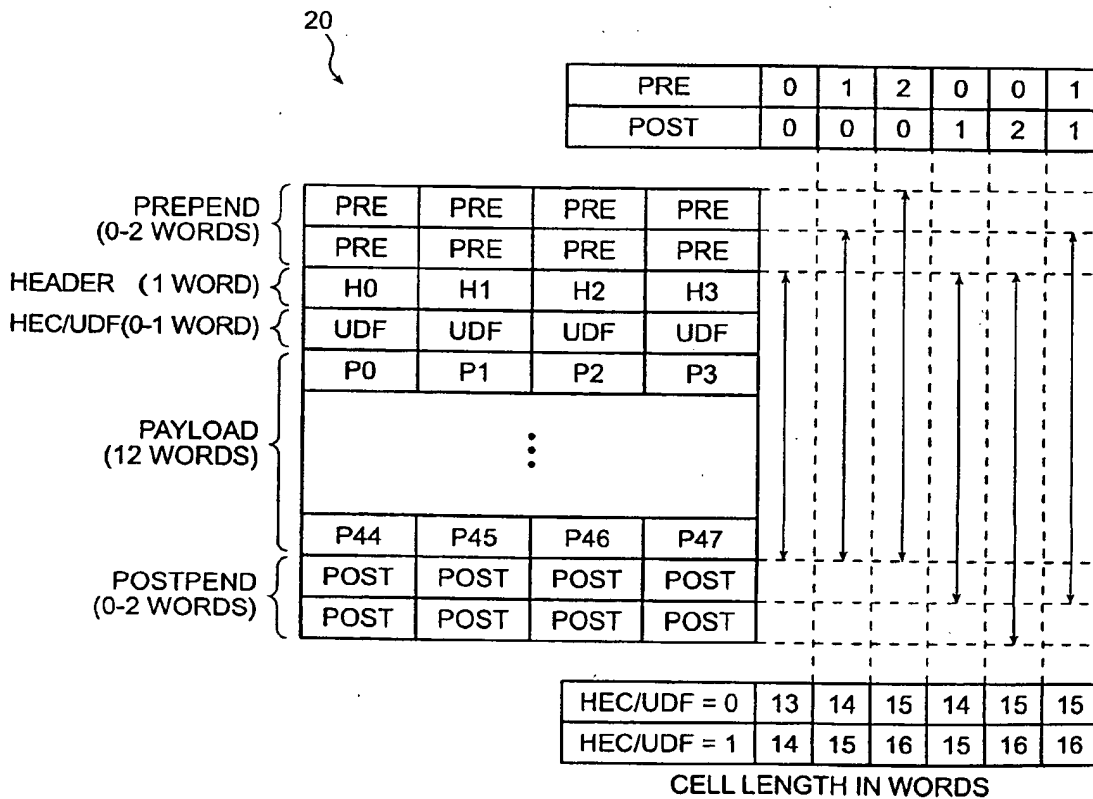 20
PRE 0 1 2 0 0 1
POST 0 0 0 1 2 1
PREPEND
(0-2 WORDS)
PRE PRE PRE PRE
PRE PRE PRE PRE
HEADER (1 WORD)
H0 H1 H2 H3
HEC/UDF(0-1 WORD)
UDF UDF UDF UDF
P0 P1 P2 P3
PAYLOAD
(12 WORDS)
P44 P45 P46 P47
POSTPEND
(0-2 WORDS)
POST POST POST POST
POST POST POST POST
HEC/UDF = 0 13 14 15 14 15 15
HEC/UDF = 1 14 15 16 15 16 16
CELL LENGTH IN WORDS